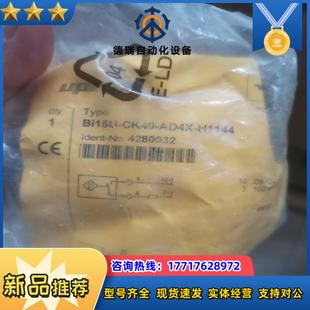 德瑞自动化设备
up
E-LD
Qty
Type
1
Bi15U-CK40-AD4X-H1144
Ident-No. 4280032
新品推荐
咨询热线：17717628972
型号齐全 现货速发 实体经营 支持对公